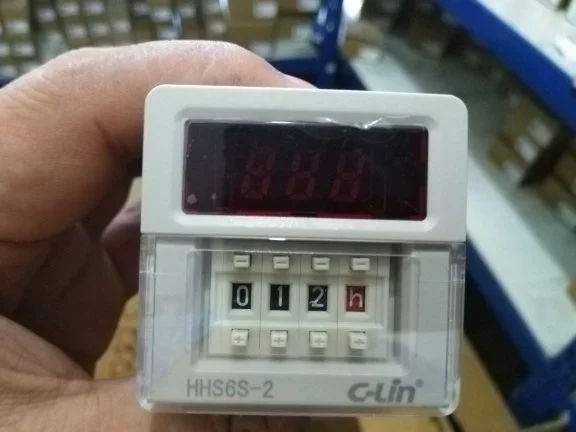 888
- - - -
0 1 2 h
+ + + +
HHS6S-2 C-Lin®